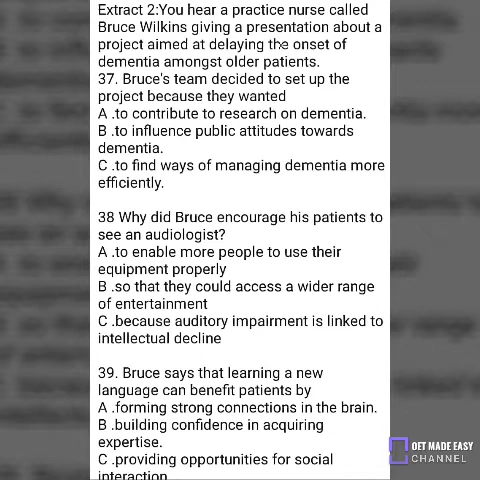 Extract 2:You hear a practice nurse called
Bruce Wilkins giving a presentation about a
project aimed at delaying the onset of
dementia amongst older patients.
37. Bruce's team decided to set up the
project because they wanted
A .to contribute to research on dementia.
B .to influence public attitudes towards
dementia.
C .to find ways of managing dementia more
efficiently.
38 Why did Bruce encourage his patients to
see an audiologist?
A .to enable more people to use their
equipment properly
B .so that they could access a wider range
of entertainment
C .because auditory impairment is linked to
intellectual decline
39. Bruce says that learning a new
language can benefit patients by
A .forming strong connections in the brain.
B .building confidence in acquiring
expertise.
C .providing opportunities for social
interaction
OET MADE EASY
CHANNEL